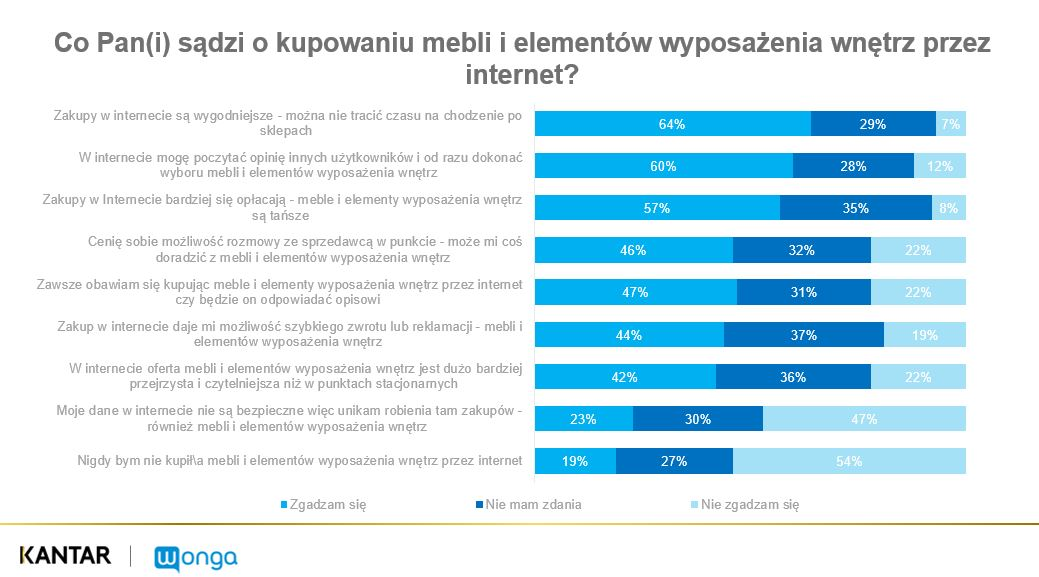 Co Pan(i) sądzi o kupowaniu mebli i elementów wyposażenia wnętrz przez
internet?
Zakupy w internecie są wygodniejsze - można nie tracić czasu na chodzenie po
sklepach
64% 29% 7%
W internecie mogę poczytać opinię innych użytkowników i od razu dokonać
wyboru mebli i elementów wyposażenia wnętrz
60% 28% 12%
Zakupy w Internecie bardziej się opłacają - meble i elementy wyposażenia wnętrz
są tańsze
57% 35% 8%
Cenię sobie możliwość rozmowy ze sprzedawcą w punkcie - może mi coś
doradzić z mebli i elementów wyposażenia wnętrz
46% 32% 22%
Zawsze obawiam się kupując meble i elementy wyposażenia wnętrz przez internet
czy będzie on odpowiadać opisowi
47% 31% 22%
Zakup w internecie daje mi możliwość szybkiego zwrotu lub reklamacji - mebli i
elementów wyposażenia wnętrz
44% 37% 19%
W internecie oferta mebli i elementów wyposażenia wnętrz jest dużo bardziej
przejrzysta i czytelniejsza niż w punktach stacjonarnych
42% 36% 22%
Moje dane w internecie nie są bezpieczne więc unikam robienia tam zakupów -
również mebli i elementów wyposażenia wnętrz
23% 30% 47%
Nigdy bym nie kupił\a mebli i elementów wyposażenia wnętrz przez internet
19% 27% 54%
Zgadzam się Nie mam zdania Nie zgadzam się
KANTAR wonga